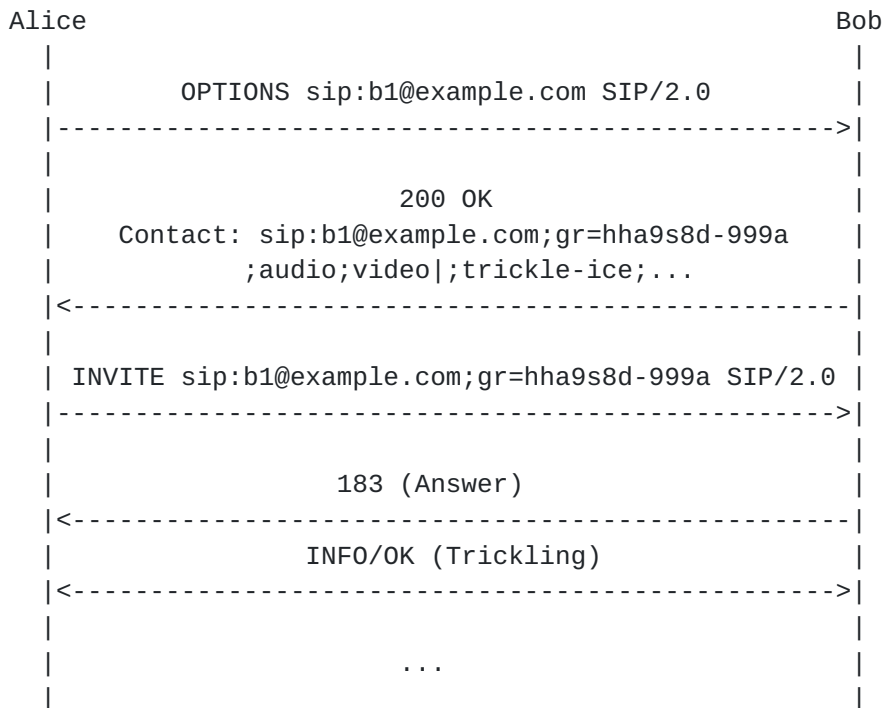 Alice                                                Bob
OPTIONS sip:b1@example.com SIP/2.0
200 OK
Contact: sip:b1@example.com;gr=hha9s8d-999a
;audio;video|;trickle-ice;...
INVITE sip:b1@example.com;gr=hha9s8d-999a SIP/2.0
183 (Answer)
INFO/OK (Trickling)
...